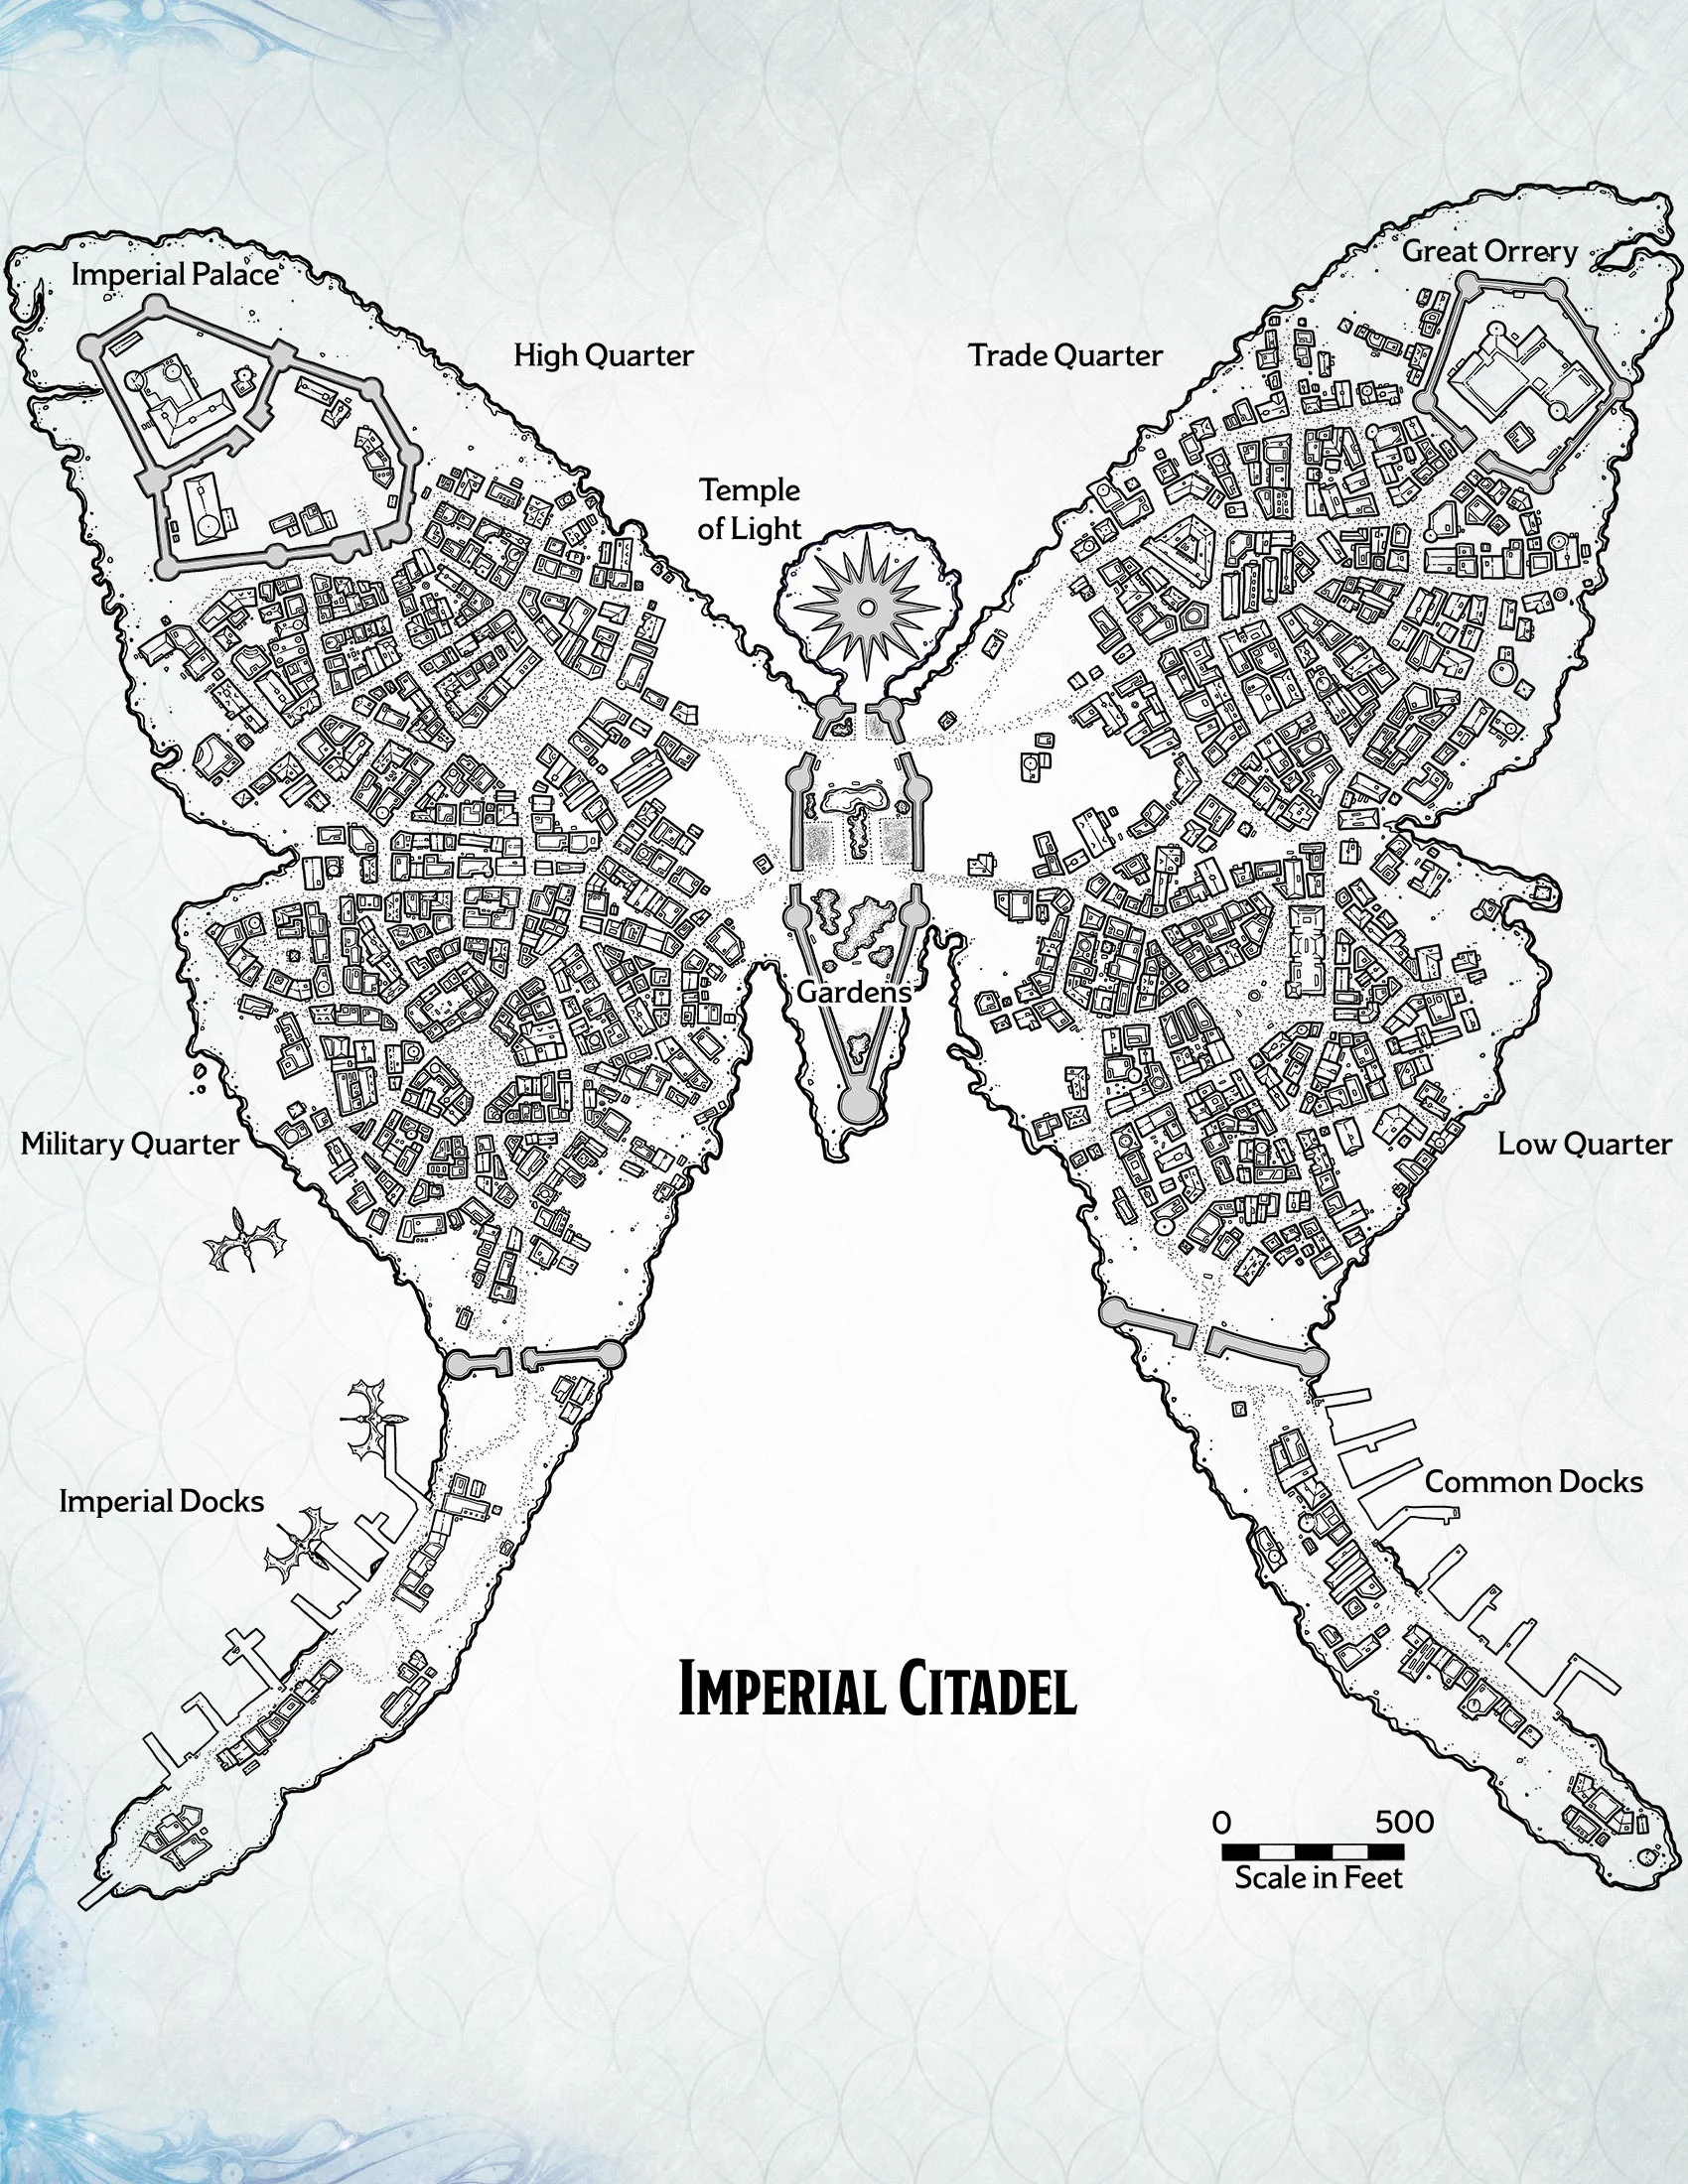 Great Orrery
Imperial Palace
High Quarter
Trade Quarter
Temple
of Light
Gardens
Military Quarter
Low Quarter
Imperial Docks
Common Docks
Imperial Citadel
0 500
Scale in Feet